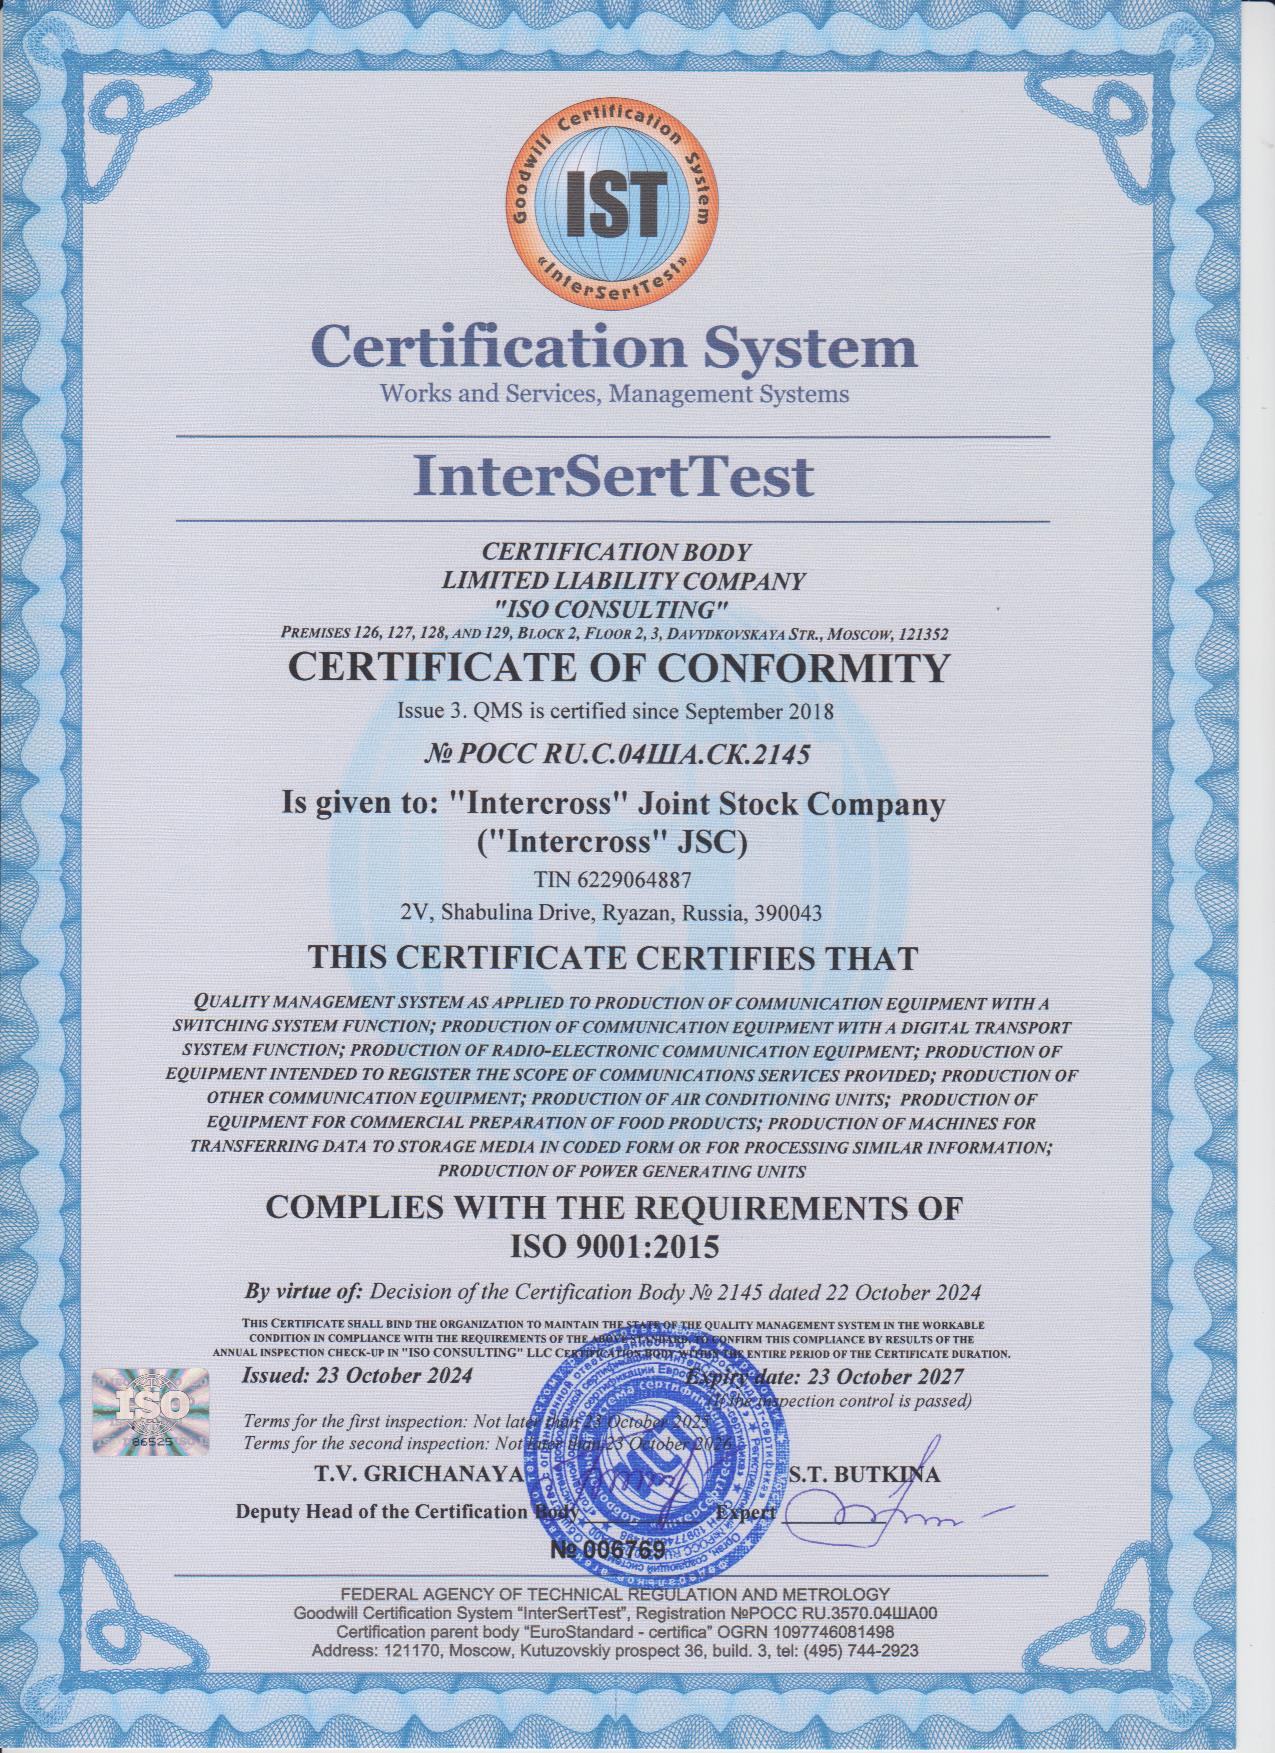 Goodwill Certification System
IST
«InterSertTest»
Certification System
Works and Services, Management Systems
InterSertTest
CERTIFICATION BODY
LIMITED LIABILITY COMPANY
"ISO CONSULTING"
PREMISES 126, 127, 128, AND 129, BLOCK 2, FLOOR 2, 3, DAVYDKOVSKAYA STR., MOSCOW, 121352
CERTIFICATE OF CONFORMITY
Issue 3. QMS is certified since September 2018
№ РОСС RU.C.04ША.СК.2145
Is given to: "Intercross" Joint Stock Company
("Intercross" JSC)
TIN 6229064887
2V, Shabulina Drive, Ryazan, Russia, 390043
THIS CERTIFICATE CERTIFIES THAT
QUALITY MANAGEMENT SYSTEM AS APPLIED TO PRODUCTION OF COMMUNICATION EQUIPMENT WITH A
SWITCHING SYSTEM FUNCTION; PRODUCTION OF COMMUNICATION EQUIPMENT WITH A DIGITAL TRANSPORT
SYSTEM FUNCTION; PRODUCTION OF RADIO-ELECTRONIC COMMUNICATION EQUIPMENT; PRODUCTION OF
EQUIPMENT INTENDED TO REGISTER THE SCOPE OF COMMUNICATIONS SERVICES PROVIDED; PRODUCTION OF
OTHER COMMUNICATION EQUIPMENT; PRODUCTION OF AIR CONDITIONING UNITS; PRODUCTION OF
EQUIPMENT FOR COMMERCIAL PREPARATION OF FOOD PRODUCTS; PRODUCTION OF MACHINES FOR
TRANSFERRING DATA TO STORAGE MEDIA IN CODED FORM OR FOR PROCESSING SIMILAR INFORMATION;
PRODUCTION OF POWER GENERATING UNITS
COMPLIES WITH THE REQUIREMENTS OF
ISO 9001:2015
By virtue of: Decision of the Certification Body № 2145 dated 22 October 2024
THIS CERTIFICATE SHALL BIND THE ORGANIZATION TO MAINTAIN THE STATE OF THE QUALITY MANAGEMENT SYSTEM IN THE WORKABLE
CONDITION IN COMPLIANCE WITH THE REQUIREMENTS OF THE ABOVE STANDARD, TO CONFIRM THIS COMPLIANCE BY RESULTS OF THE
ANNUAL INSPECTION CHECK-UP IN "ISO CONSULTING" LLC CERTIFICATION BODY WITHIN THE ENTIRE PERIOD OF THE CERTIFICATE DURATION.
Issued: 23 October 2024 Expiry date: 23 October 2027
(If the inspection control is passed)
ISO
86525
Terms for the first inspection: Not later than 23 October 2025
Terms for the second inspection: Not later than 23 October 2026
T.V. GRICHANAYA S.T. BUTKINA
Deputy Head of the Certification Body Expert
№ 006769
FEDERAL AGENCY OF TECHNICAL REGULATION AND METROLOGY
Goodwill Certification System "InterSertTest", Registration №РОСС RU.3570.04ША00
Certification parent body "EuroStandard - certifica" OGRN 1097746081498
Address: 121170, Moscow, Kutuzovskiy prospect 36, build. 3, tel: (495) 744-2923